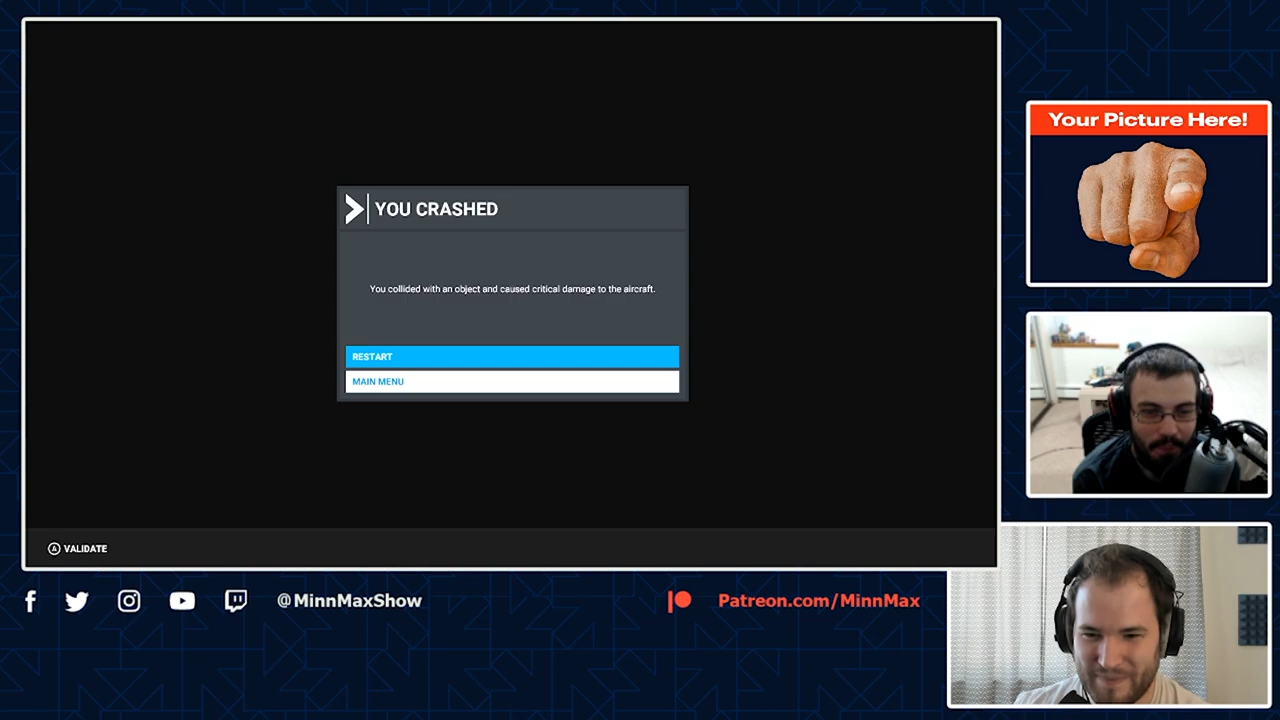 Your Picture Here!
YOU CRASHED
You collided with an object and caused critical damage to the aircraft.
RESTART
MAIN MENU
A VALIDATE
@MinnMaxShow
Patreon.com/MinnMax